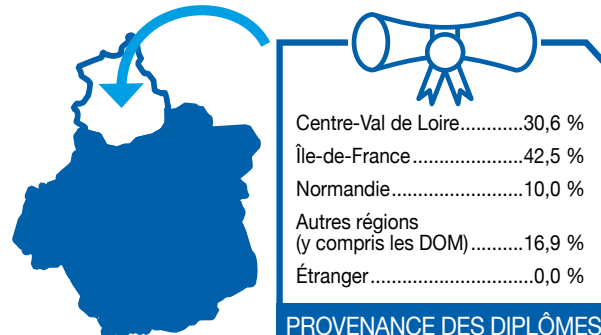 Centre-Val de Loire............30,6 %
Île-de-France....................42,5 %
Normandie........................10,0 %
Autres régions
(y compris les DOM)..........16,9 %
Étranger..............................0,0 %
PROVENANCE DES DIPLÔMES